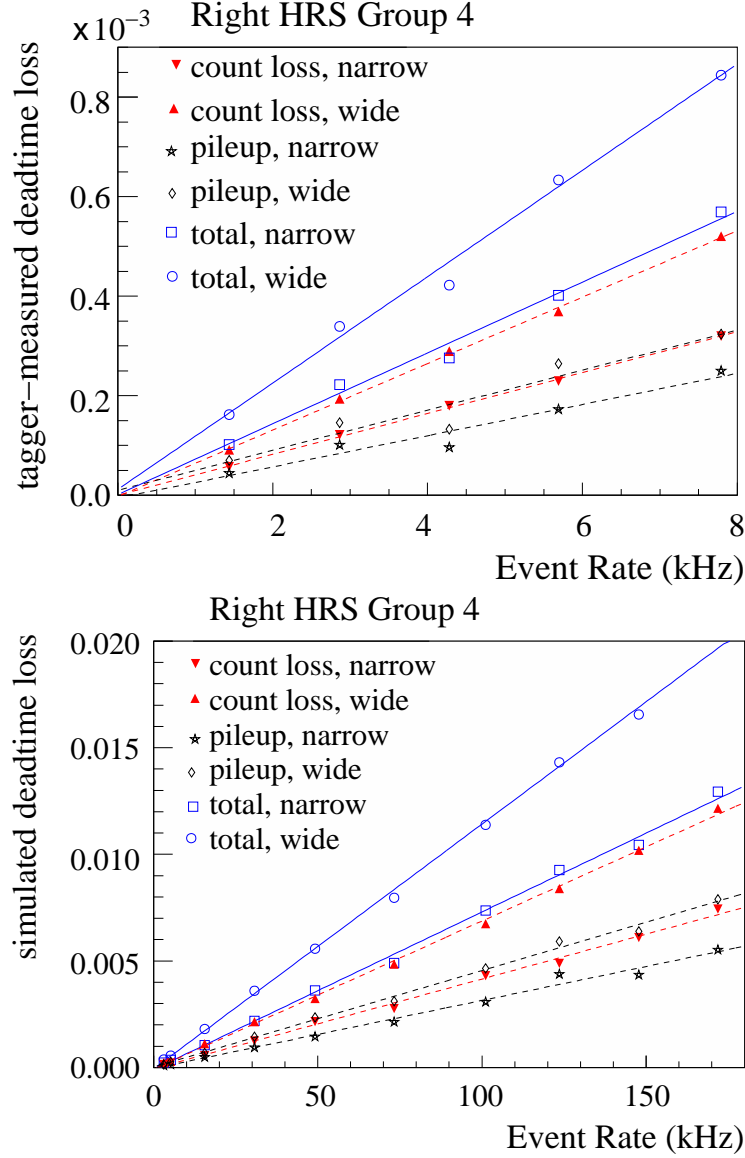 Right HRS Group 4
x 10−3
tagger−measured deadtime loss
count loss, narrow
count loss, wide
pileup, narrow
pileup, wide
total, narrow
total, wide
0.8
0.6
0.4
0.2
0.0
0 2 4 6 8
Event Rate (kHz)
Right HRS Group 4
simulated deadtime loss
0.020
0.015
0.010
0.005
0.000
count loss, narrow
count loss, wide
pileup, narrow
pileup, wide
total, narrow
total, wide
0 50 100 150
Event Rate (kHz)